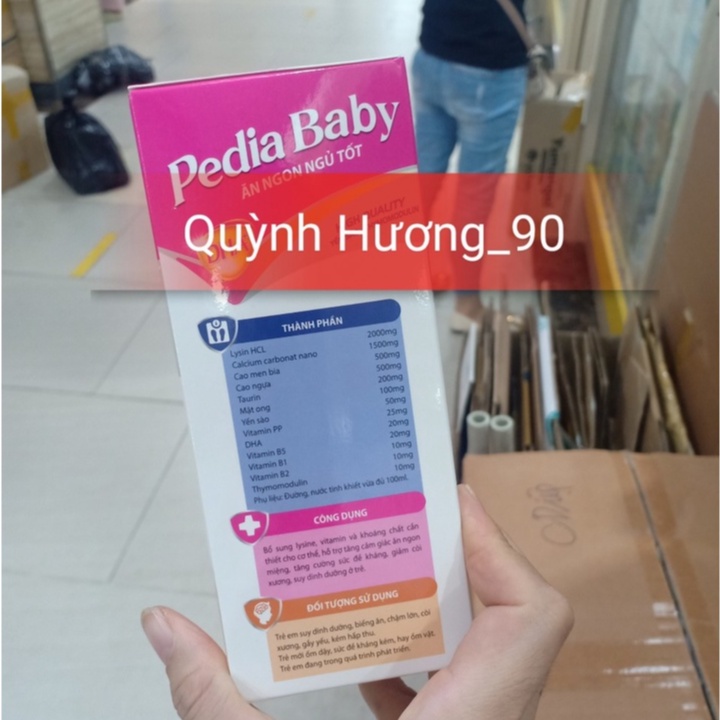 Pedia Baby
ĂN NGON NGỦ TỐT
DHA
Quỳnh Hương_90
THÀNH PHẦN
Lysin HCL 2000mg
Calcium carbonat nano 1500mg
Cao men bia 500mg
Cao ngựa 500mg
Taurin 200mg
Mật ong 100mg
Yến sào 50mg
Vitamin PP 25mg
DHA 20mg
Vitamin B5 20mg
Vitamin B1 10mg
Vitamin B2 10mg
Thymomodulin 10mg
Phụ liệu: Đường, nước tinh khiết vừa đủ 100ml.
CÔNG DỤNG
Bổ sung lysine, vitamin và khoáng chất cần
thiết cho cơ thể, hỗ trợ tăng cảm giác ăn ngon
miệng, tăng cường sức đề kháng, giảm còi
xương, suy dinh dưỡng ở trẻ.
ĐỐI TƯỢNG SỬ DỤNG
Trẻ em suy dinh dưỡng, biếng ăn, chậm lớn, còi
xương, gầy yếu, kém hấp thu.
Trẻ mới ốm dậy, sức đề kháng kém, hay ốm vặt.
Trẻ em đang trong quá trình phát triển.